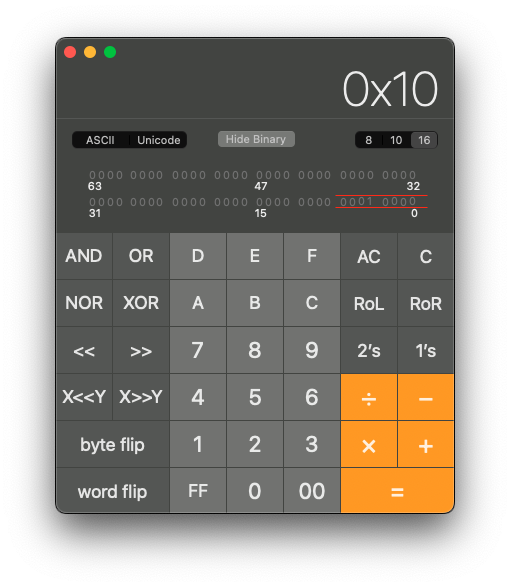 0x10
ASCII Unicode Hide Binary 8 10 16
0000 0000 0000 0000 0000 0000 0000 0000
63 47 32
0000 0000 0000 0000 0000 0000 0001 0000
31 15 0
AND OR D E F AC C
NOR XOR A B C RoL RoR
<< >> 7 8 9 2's 1's
X<<Y X>>Y 4 5 6 ÷ −
byte flip 1 2 3 × +
word flip FF 0 00 =